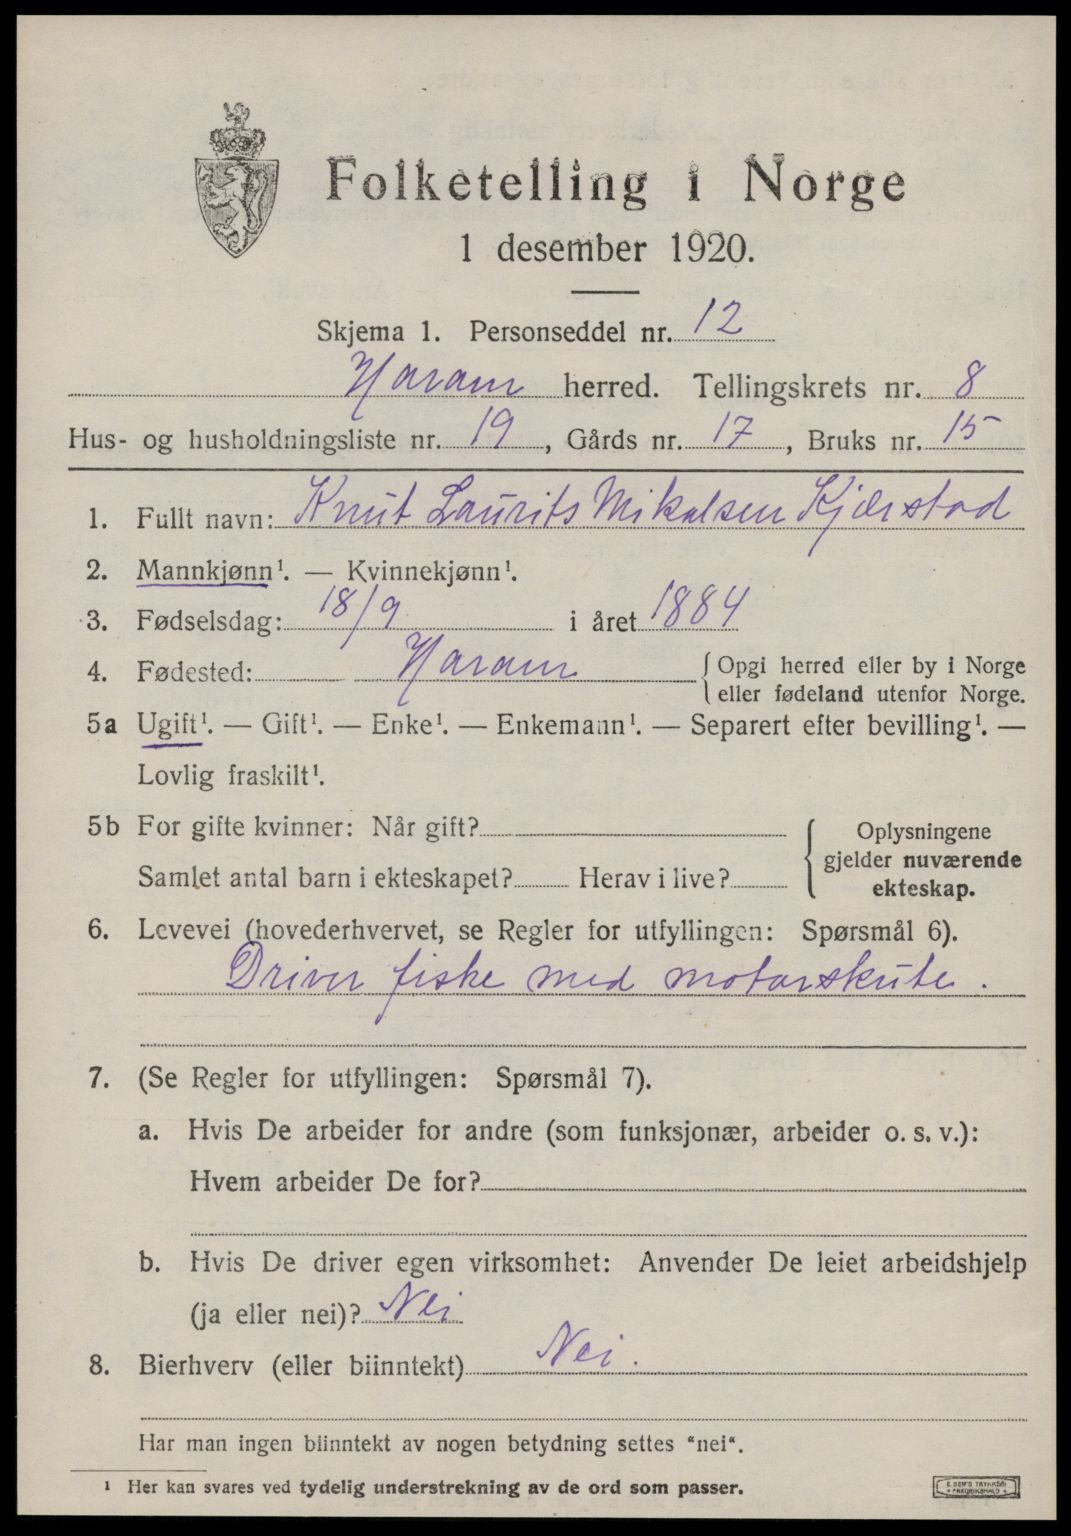 Folketelling i Norge
1 desember 1920.
Skjema 1. Personseddel nr. 12
Haram herred. Tellingskrets nr. 8
Hus- og husholdningsliste nr. 19, Gårds nr. 17, Bruks nr. 15
1. Fullt navn: Knut Laurits Mikalsen Kjærstad
2. Mannkjønn¹. — Kvinnekjønn¹.
3. Fødselsdag: 18/9 i året 1884
4. Fødested: Haram { Opgi herred eller by i Norge
eller fødeland utenfor Norge.
5a Ugift¹. — Gift¹. — Enke¹. — Enkemann¹. — Separert efter bevilling¹. —
Lovlig fraskilt¹.
5b For gifte kvinner: Når gift?
Samlet antal barn i ekteskapet? Herav i live?
{ Oplysningene
gjelder nuværende
ekteskap.
6. Levevei (hovederhvervet, se Regler for utfyllingen: Spørsmål 6).
Driver fiske med motorskute.
7. (Se Regler for utfyllingen: Spørsmål 7).
a. Hvis De arbeider for andre (som funksjonær, arbeider o. s. v.):
Hvem arbeider De for?
b. Hvis De driver egen virksomhet: Anvender De leiet arbeidshjelp
(ja eller nei)? Nei
8. Bierhverv (eller biinntekt) Nei.
Har man ingen biinntekt av nogen betydning settes "nei".
¹ Her kan svares ved tydelig understrekning av de ord som passer.